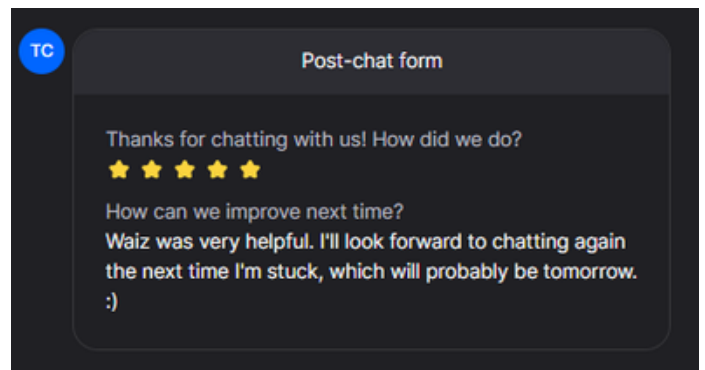 TC
Post-chat form
Thanks for chatting with us! How did we do?
How can we improve next time?
Waiz was very helpful. I'll look forward to chatting again
the next time I'm stuck, which will probably be tomorrow.
:)